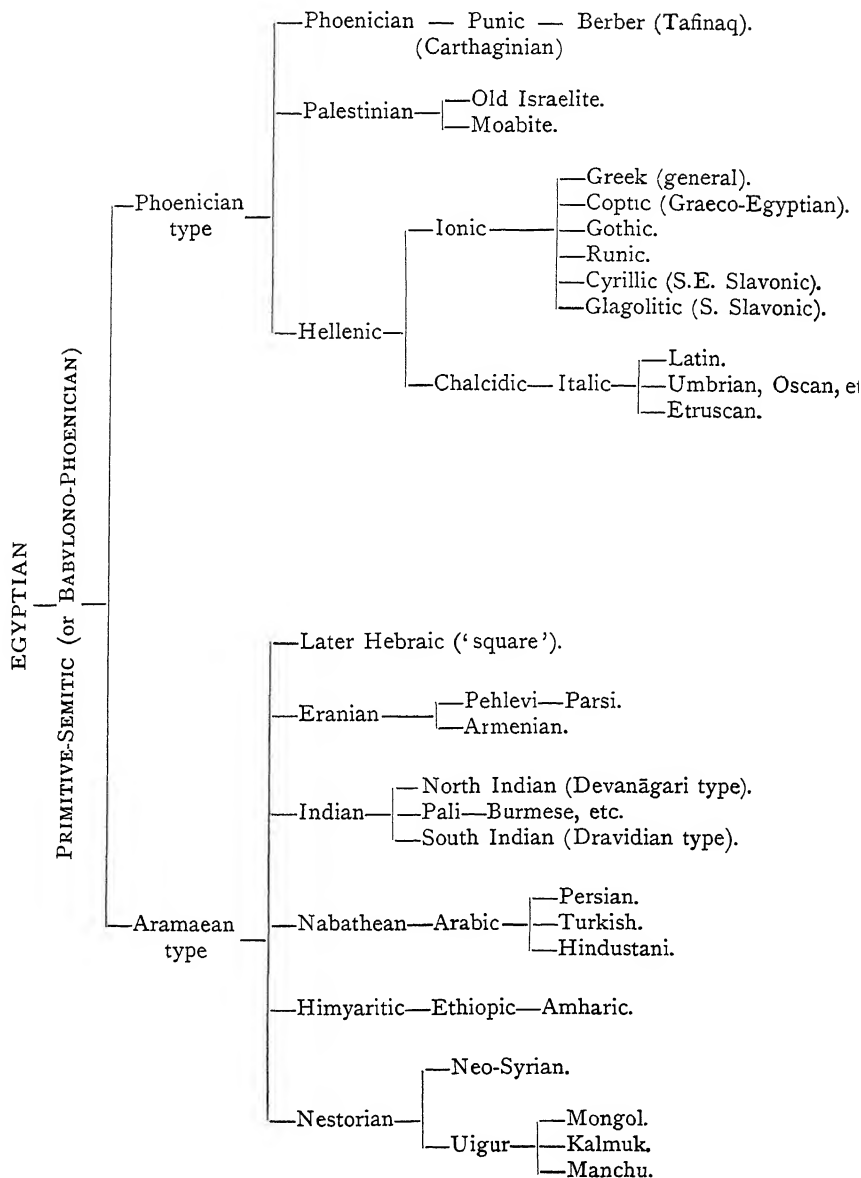 Phoenician — Punic — Berber (Tafinaq).
(Carthaginian)
Palestinian
Old Israelite.
Moabite.
Phoenician
type
Hellenic
Ionic
Greek (general).
Coptic (Graeco-Egyptian).
Gothic.
Runic.
Cyrillic (S.E. Slavonic).
Glagolitic (S. Slavonic).
Chalcidic — Italic
Latin.
Umbrian, Oscan, et
Etruscan.
EGYPTIAN
PRIMITIVE-SEMITIC (or BABYLONO-PHOENICIAN)
Aramaean
type
Later Hebraic (‘square’).
Eranian
Pehlevi—Parsi.
Armenian.
Indian
North Indian (Devanāgari type).
Pali—Burmese, etc.
South Indian (Dravidian type).
Nabathean—Arabic
Persian.
Turkish.
Hindustani.
Himyaritic—Ethiopic—Amharic.
Nestorian
Neo-Syrian.
Uigur
Mongol.
Kalmuk.
Manchu.